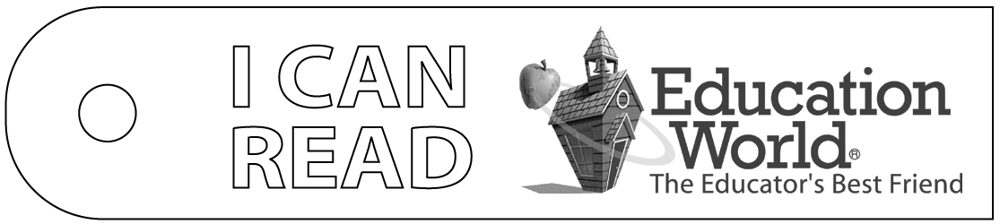 I CAN
READ
Education
World®
The Educator's Best Friend